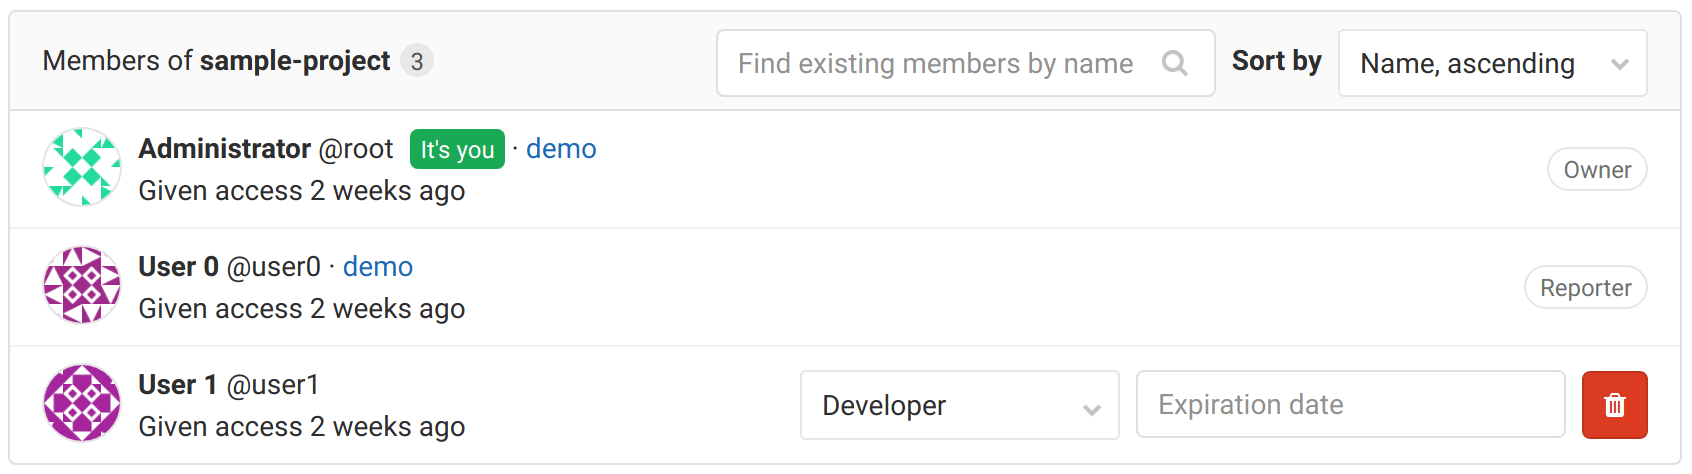 Members of sample-project 3
Find existing members by name
Sort by
Name, ascending
Administrator @root It's you · demo
Given access 2 weeks ago
Owner
User 0 @user0 · demo
Given access 2 weeks ago
Reporter
User 1 @user1
Given access 2 weeks ago
Developer
Expiration date